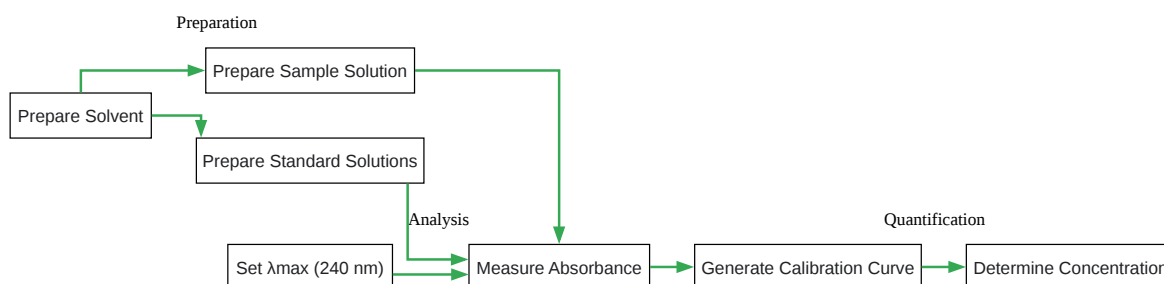 Preparation
Prepare Sample Solution
Prepare Solvent
Prepare Standard Solutions
Analysis
Quantification
Set λmax (240 nm)
Measure Absorbance
Generate Calibration Curve
Determine Concentration